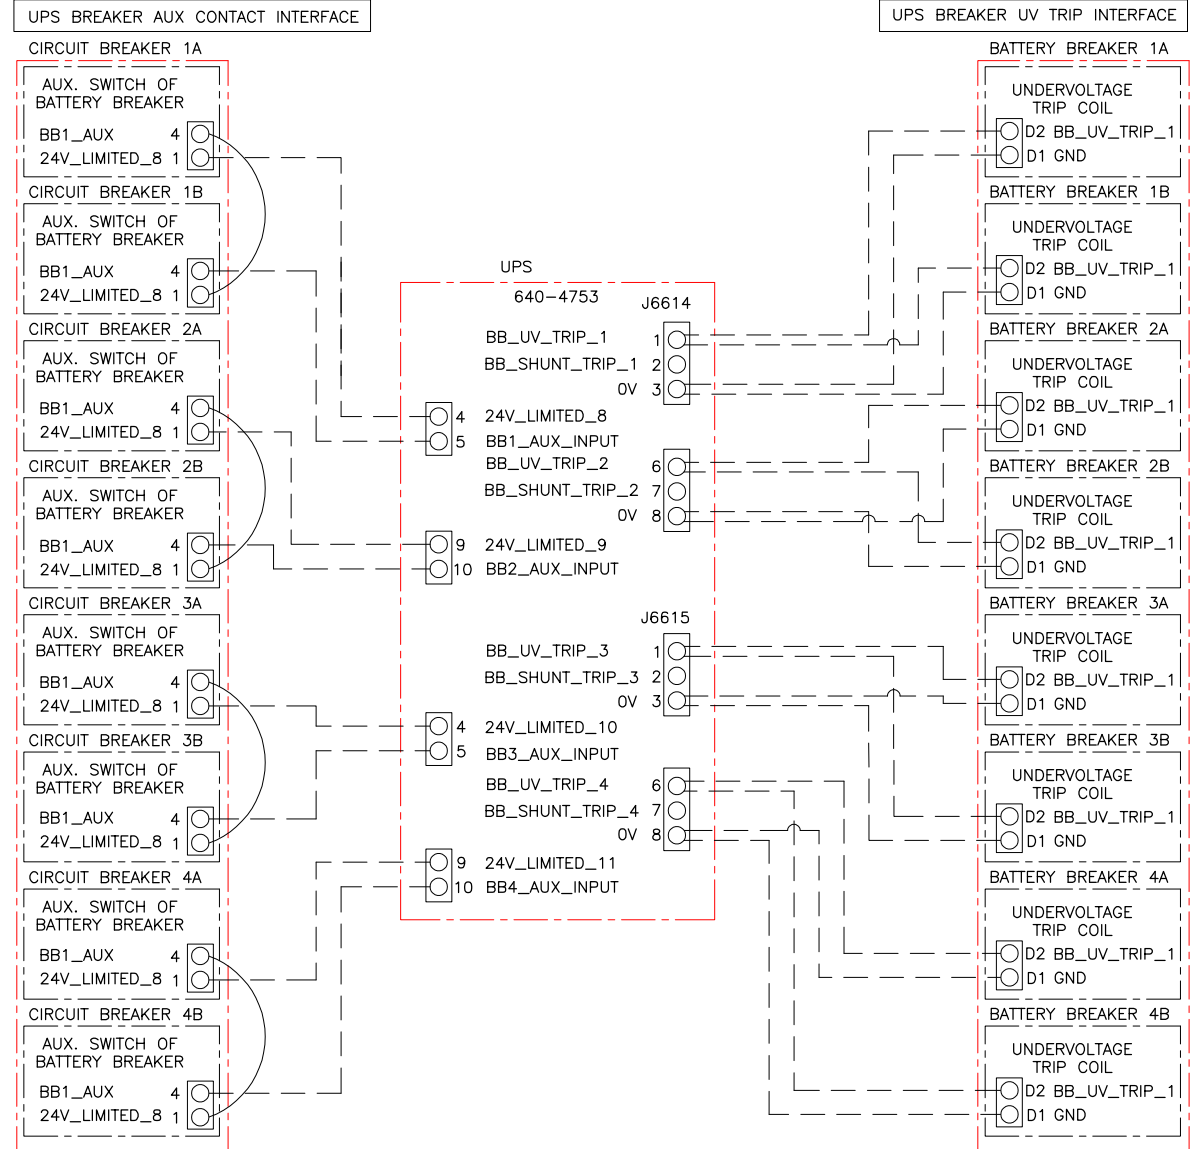 UPS BREAKER AUX CONTACT INTERFACE
CIRCUIT BREAKER 1A
AUX. SWITCH OF
BATTERY BREAKER
BB1_AUX 4
24V_LIMITED_8 1
CIRCUIT BREAKER 1B
AUX. SWITCH OF
BATTERY BREAKER
BB1_AUX 4
24V_LIMITED_8 1
CIRCUIT BREAKER 2A
AUX. SWITCH OF
BATTERY BREAKER
BB1_AUX 4
24V_LIMITED_8 1
CIRCUIT BREAKER 2B
AUX. SWITCH OF
BATTERY BREAKER
BB1_AUX 4
24V_LIMITED_8 1
CIRCUIT BREAKER 3A
AUX. SWITCH OF
BATTERY BREAKER
BB1_AUX 4
24V_LIMITED_8 1
CIRCUIT BREAKER 3B
AUX. SWITCH OF
BATTERY BREAKER
BB1_AUX 4
24V_LIMITED_8 1
CIRCUIT BREAKER 4A
AUX. SWITCH OF
BATTERY BREAKER
BB1_AUX 4
24V_LIMITED_8 1
CIRCUIT BREAKER 4B
AUX. SWITCH OF
BATTERY BREAKER
BB1_AUX 4
24V_LIMITED_8 1
UPS
640-4753
J6614
BB_UV_TRIP_1 1
BB_SHUNT_TRIP_1 2
0V 3
4 24V_LIMITED_8
5 BB1_AUX_INPUT
BB_UV_TRIP_2 6
BB_SHUNT_TRIP_2 7
0V 8
9 24V_LIMITED_9
10 BB2_AUX_INPUT
J6615
BB_UV_TRIP_3 1
BB_SHUNT_TRIP_3 2
0V 3
4 24V_LIMITED_10
5 BB3_AUX_INPUT
BB_UV_TRIP_4 6
BB_SHUNT_TRIP_4 7
0V 8
9 24V_LIMITED_11
10 BB4_AUX_INPUT
UPS BREAKER UV TRIP INTERFACE
BATTERY BREAKER 1A
UNDERVOLTAGE
TRIP COIL
D2 BB_UV_TRIP_1
D1 GND
BATTERY BREAKER 1B
UNDERVOLTAGE
TRIP COIL
D2 BB_UV_TRIP_1
D1 GND
BATTERY BREAKER 2A
UNDERVOLTAGE
TRIP COIL
D2 BB_UV_TRIP_1
D1 GND
BATTERY BREAKER 2B
UNDERVOLTAGE
TRIP COIL
D2 BB_UV_TRIP_1
D1 GND
BATTERY BREAKER 3A
UNDERVOLTAGE
TRIP COIL
D2 BB_UV_TRIP_1
D1 GND
BATTERY BREAKER 3B
UNDERVOLTAGE
TRIP COIL
D2 BB_UV_TRIP_1
D1 GND
BATTERY BREAKER 4A
UNDERVOLTAGE
TRIP COIL
D2 BB_UV_TRIP_1
D1 GND
BATTERY BREAKER 4B
UNDERVOLTAGE
TRIP COIL
D2 BB_UV_TRIP_1
D1 GND